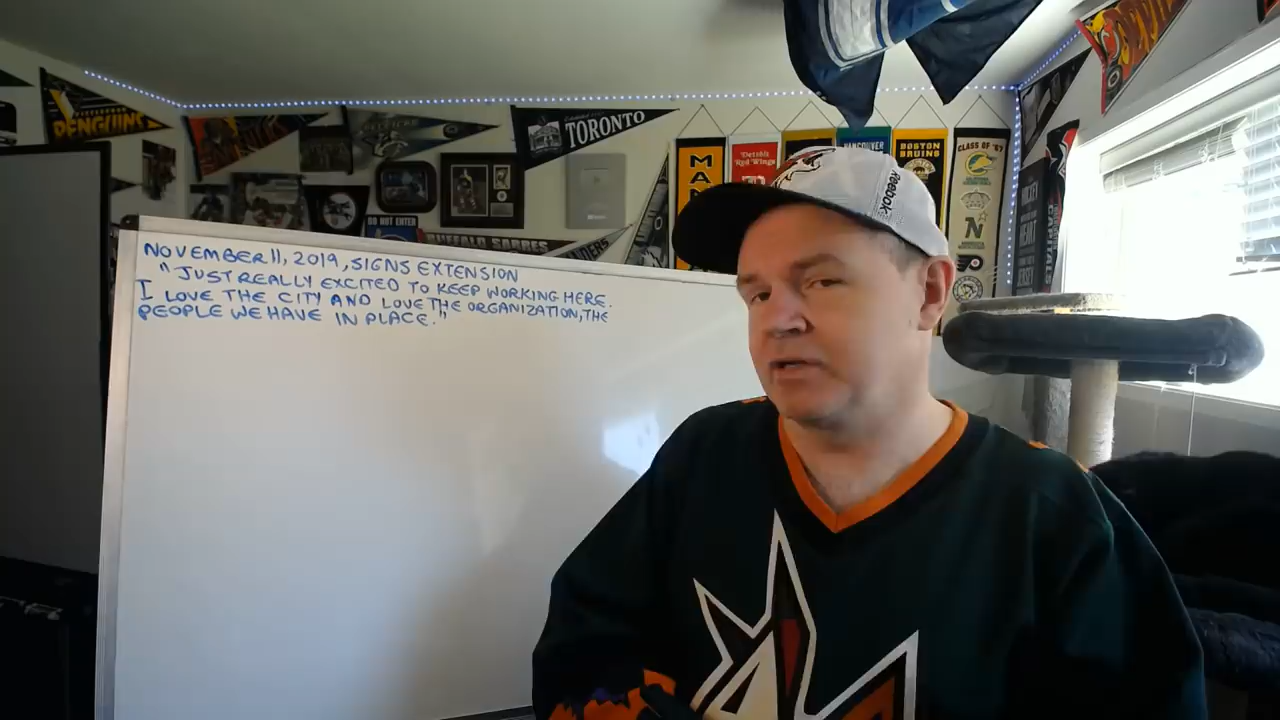 PENGUINS
TORONTO
MAN
Detroit
Red Wings
VANCOUVER
BOSTON
BRUINS
CLASS OF '67
N
DO NOT ENTER
BUFFALO SABRES
Reebok
NOVEMBER 11, 2019, SIGNS EXTENSION
"JUST REALLY EXCITED TO KEEP WORKING HERE.
I LOVE THE CITY AND LOVE THE ORGANIZATION, THE
PEOPLE WE HAVE IN PLACE."